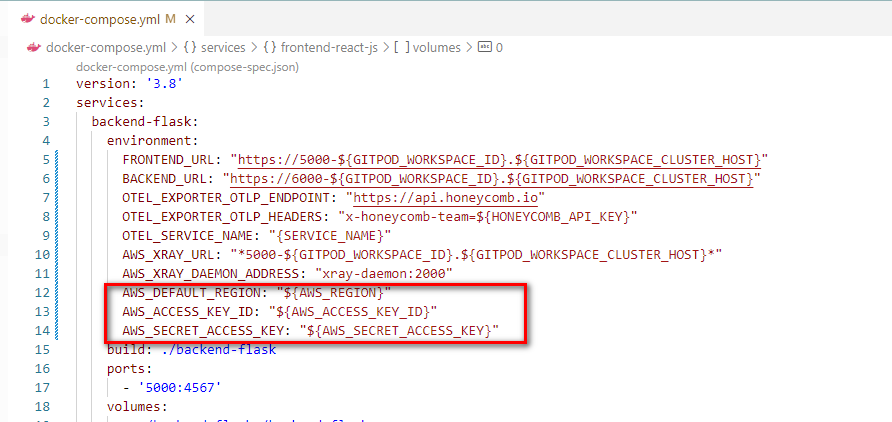 docker-compose.yml M
docker-compose.yml > {} services > {} frontend-react-js > [ ] volumes > abc 0
docker-compose.yml (compose-spec.json)
1 version: '3.8'
2 services:
3 backend-flask:
4 environment:
5 FRONTEND_URL: "https://5000-${GITPOD_WORKSPACE_ID}.${GITPOD_WORKSPACE_CLUSTER_HOST}"
6 BACKEND_URL: "https://6000-${GITPOD_WORKSPACE_ID}.${GITPOD_WORKSPACE_CLUSTER_HOST}"
7 OTEL_EXPORTER_OTLP_ENDPOINT: "https://api.honeycomb.io"
8 OTEL_EXPORTER_OTLP_HEADERS: "x-honeycomb-team=${HONEYCOMB_API_KEY}"
9 OTEL_SERVICE_NAME: "{SERVICE_NAME}"
10 AWS_XRAY_URL: "*5000-${GITPOD_WORKSPACE_ID}.${GITPOD_WORKSPACE_CLUSTER_HOST}*"
11 AWS_XRAY_DAEMON_ADDRESS: "xray-daemon:2000"
12 AWS_DEFAULT_REGION: "${AWS_REGION}"
13 AWS_ACCESS_KEY_ID: "${AWS_ACCESS_KEY_ID}"
14 AWS_SECRET_ACCESS_KEY: "${AWS_SECRET_ACCESS_KEY}"
15 build: ./backend-flask
16 ports:
17 - '5000:4567'
18 volumes: